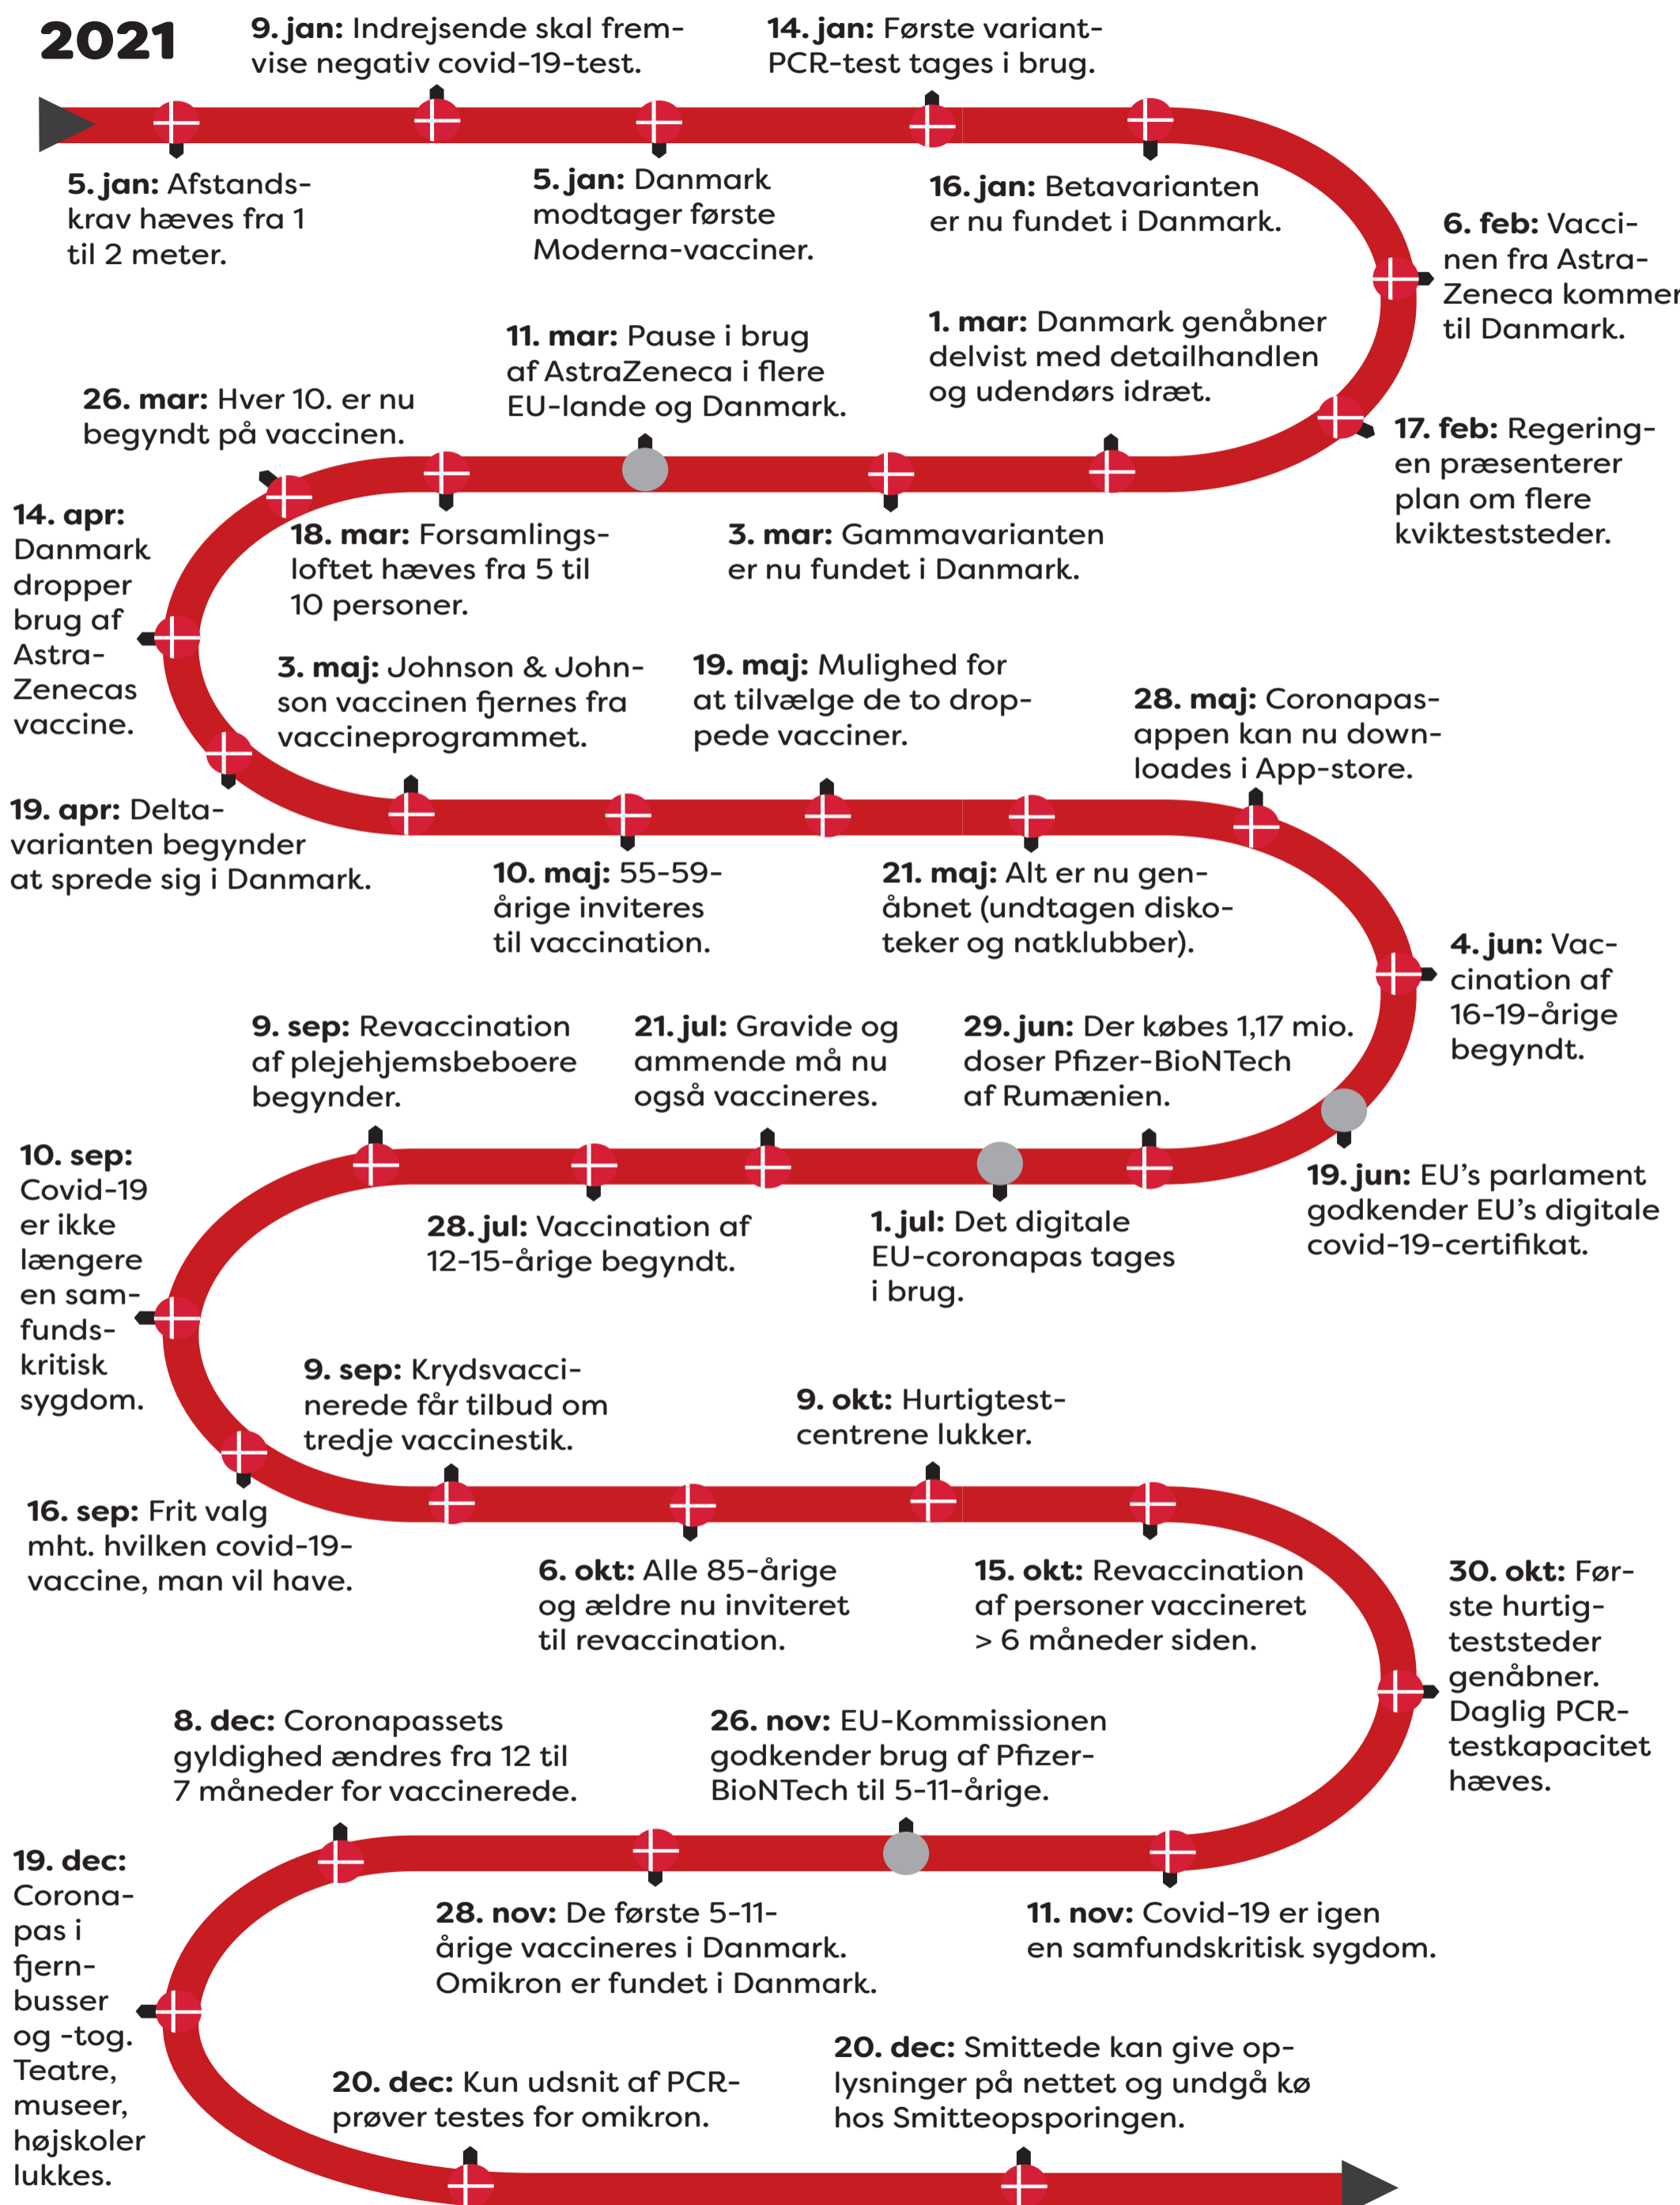 2021
9. jan: Indrejsende skal frem-
vise negativ covid-19-test.
14. jan: Første variant-
PCR-test tages i brug.
5. jan: Afstands-
krav hæves fra 1
til 2 meter.
5. jan: Danmark
modtager første
Moderna-vacciner.
16. jan: Betavarianten
er nu fundet i Danmark.
6. feb: Vacci-
nen fra Astra-
Zeneca kommer
til Danmark.
17. feb: Regering-
en præsenterer
plan om flere
kvikteststeder.
1. mar: Danmark genåbner
delvist med detailhandlen
og udendørs idræt.
3. mar: Gammavarianten
er nu fundet i Danmark.
11. mar: Pause i brug
af AstraZeneca i flere
EU-lande og Danmark.
18. mar: Forsamlings-
loftet hæves fra 5 til
10 personer.
26. mar: Hver 10. er nu
begyndt på vaccinen.
14. apr:
Danmark
dropper
brug af
Astra-
Zenecas
vaccine.
19. apr: Delta-
varianten begynder
at sprede sig i Danmark.
3. maj: Johnson & John-
son vaccinen fjernes fra
vaccineprogrammet.
10. maj: 55-59-
årige inviteres
til vaccination.
19. maj: Mulighed for
at tilvælge de to drop-
pede vacciner.
21. maj: Alt er nu gen-
åbnet (undtagen disko-
teker og natklubber).
28. maj: Coronapas-
appen kan nu down-
loades i App-store.
4. jun: Vac-
cination af
16-19-årige
begyndt.
19. jun: EU’s parlament
godkender EU’s digitale
covid-19-certifikat.
29. jun: Der købes 1,17 mio.
doser Pfizer-BioNTech
af Rumænien.
1. jul: Det digitale
EU-coronapas tages
i brug.
21. jul: Gravide og
ammende må nu
også vaccineres.
28. jul: Vaccination af
12-15-årige begyndt.
9. sep: Revaccination
af plejehjemsbeboere
begynder.
10. sep:
Covid-19
er ikke
længere
en sam-
funds-
kritisk
sygdom.
16. sep: Frit valg
mht. hvilken covid-19-
vaccine, man vil have.
9. sep: Krydsvacci-
nerede får tilbud om
tredje vaccinestik.
6. okt: Alle 85-årige
og ældre nu inviteret
til revaccination.
9. okt: Hurtigtest-
centrene lukker.
15. okt: Revaccination
af personer vaccineret
> 6 måneder siden.
30. okt: Før-
ste hurtig-
teststeder
genåbner.
Daglig PCR-
testkapacitet
hæves.
11. nov: Covid-19 er igen
en samfundskritisk sygdom.
26. nov: EU-Kommissionen
godkender brug af Pfizer-
BioNTech til 5-11-årige.
28. nov: De første 5-11-
årige vaccineres i Danmark.
Omikron er fundet i Danmark.
8. dec: Coronapassets
gyldighed ændres fra 12 til
7 måneder for vaccinerede.
19. dec:
Corona-
pas i
fjern-
busser
og -tog.
Teatre,
museer,
højskoler
lukkes.
20. dec: Kun udsnit af PCR-
prøver testes for omikron.
20. dec: Smittede kan give op-
lysninger på nettet og undgå kø
hos Smitteopsporingen.